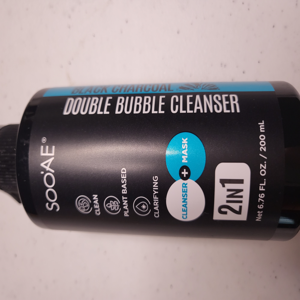 BLACK CHARCOAL
DOUBLE BUBBLE CLEANSER
SOO'AE®
CLEAN
PLANT BASED
CLARIFYING
CLEANSER + MASK
2IN1
Net 6.76 FL. OZ. / 200 mL